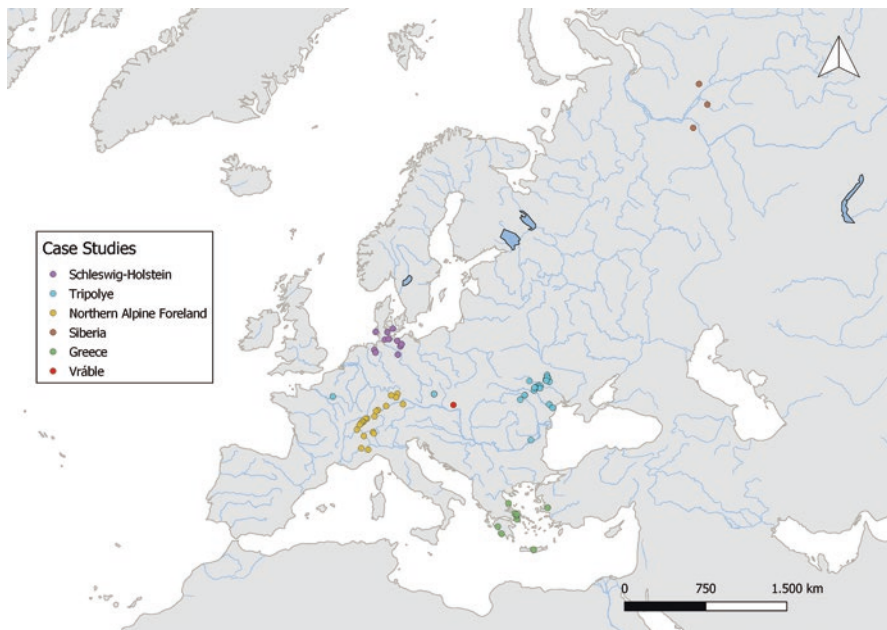 Case Studies
Schleswig-Holstein
Tripolye
Northern Alpine Foreland
Siberia
Greece
Vráble
0 750 1.500 km